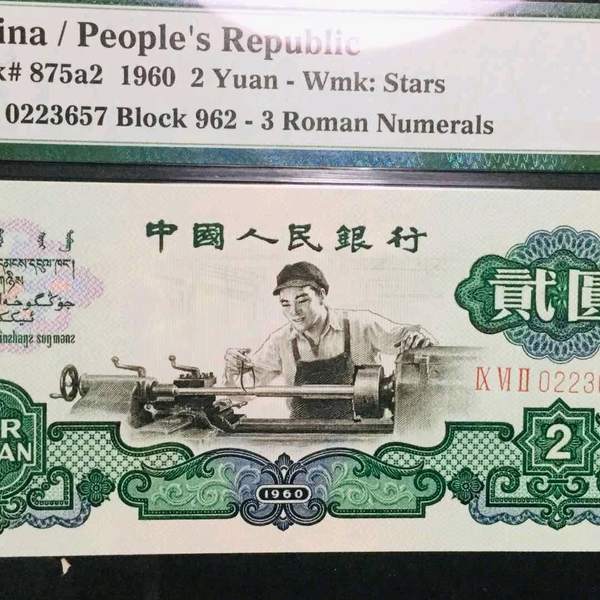 ina / People's Republic
k# 875a2 1960 2 Yuan - Wmk: Stars
0223657 Block 962 - 3 Roman Numerals
中國人民銀行
貳圓
IX VI II 0223
R
AN
2
1960